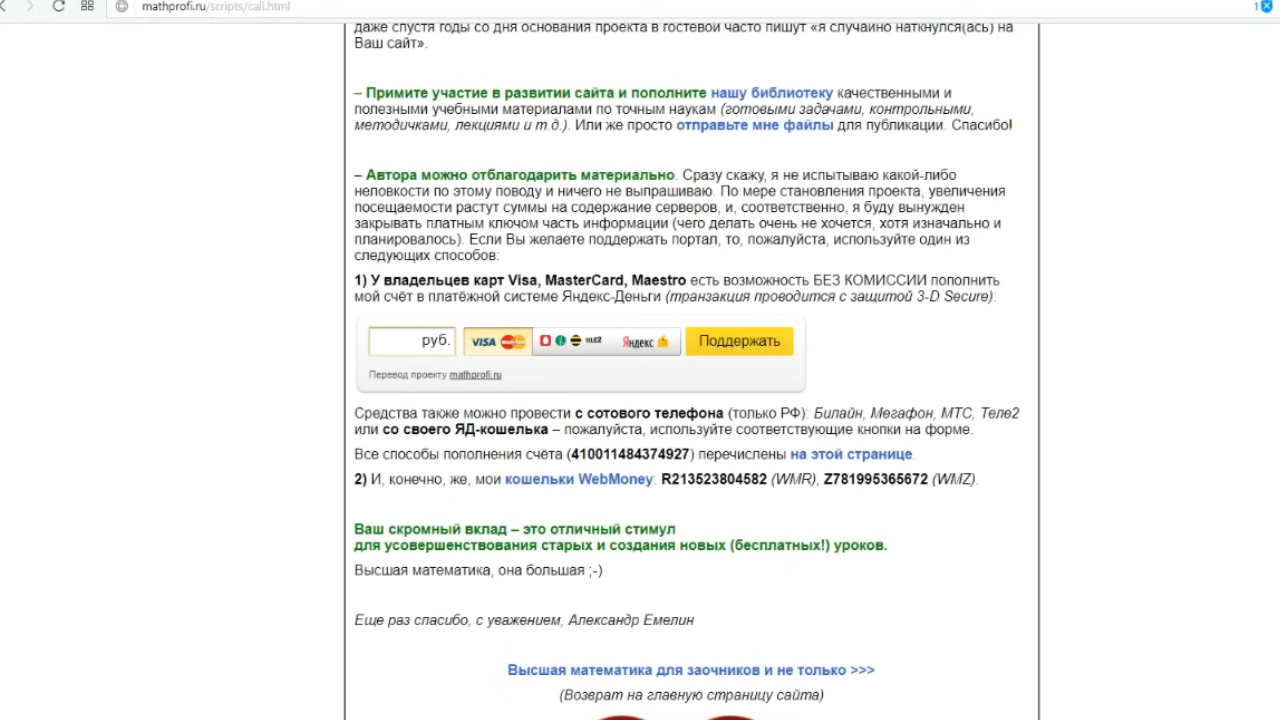 mathprofi.ru/scripts/call.html
1
даже спустя годы со дня основания проекта в гостевой часто пишут «я случайно наткнулся(ась) на
Ваш сайт».
– Примите участие в развитии сайта и пополните нашу библиотеку качественными и
полезными учебными материалами по точным наукам (готовыми задачами, контрольными,
методичками, лекциями и т.д.). Или же просто отправьте мне файлы для публикации. Спасибо!
– Автора можно отблагодарить материально. Сразу скажу, я не испытываю какой-либо
неловкости по этому поводу и ничего не выпрашиваю. По мере становления проекта, увеличения
посещаемости растут суммы на содержание серверов, и, соответственно, я буду вынужден
закрывать платным ключом часть информации (чего делать очень не хочется, хотя изначально и
планировалось). Если Вы желаете поддержать портал, то, пожалуйста, используйте один из
следующих способов:
1) У владельцев карт Visa, MasterCard, Maestro есть возможность БЕЗ КОМИССИИ пополнить
мой счёт в платёжной системе Яндекс-Деньги (транзакция проводится с защитой 3-D Secure):
руб. VISA TELE2 Яндекс Поддержать
Перевод проекту mathprofi.ru
Средства также можно провести с сотового телефона (только РФ): Билайн, Мегафон, МТС, Теле2
или со своего ЯД-кошелька – пожалуйста, используйте соответствующие кнопки на форме.
Все способы пополнения счёта (410011484374927) перечислены на этой странице.
2) И, конечно, же, мои кошельки WebMoney: R213523804582 (WMR), Z781995365672 (WMZ).
Ваш скромный вклад – это отличный стимул
для усовершенствования старых и создания новых (бесплатных!) уроков.
Высшая математика, она большая ;-)
Еще раз спасибо, с уважением, Александр Емелин
Высшая математика для заочников и не только >>>
(Возврат на главную страницу сайта)